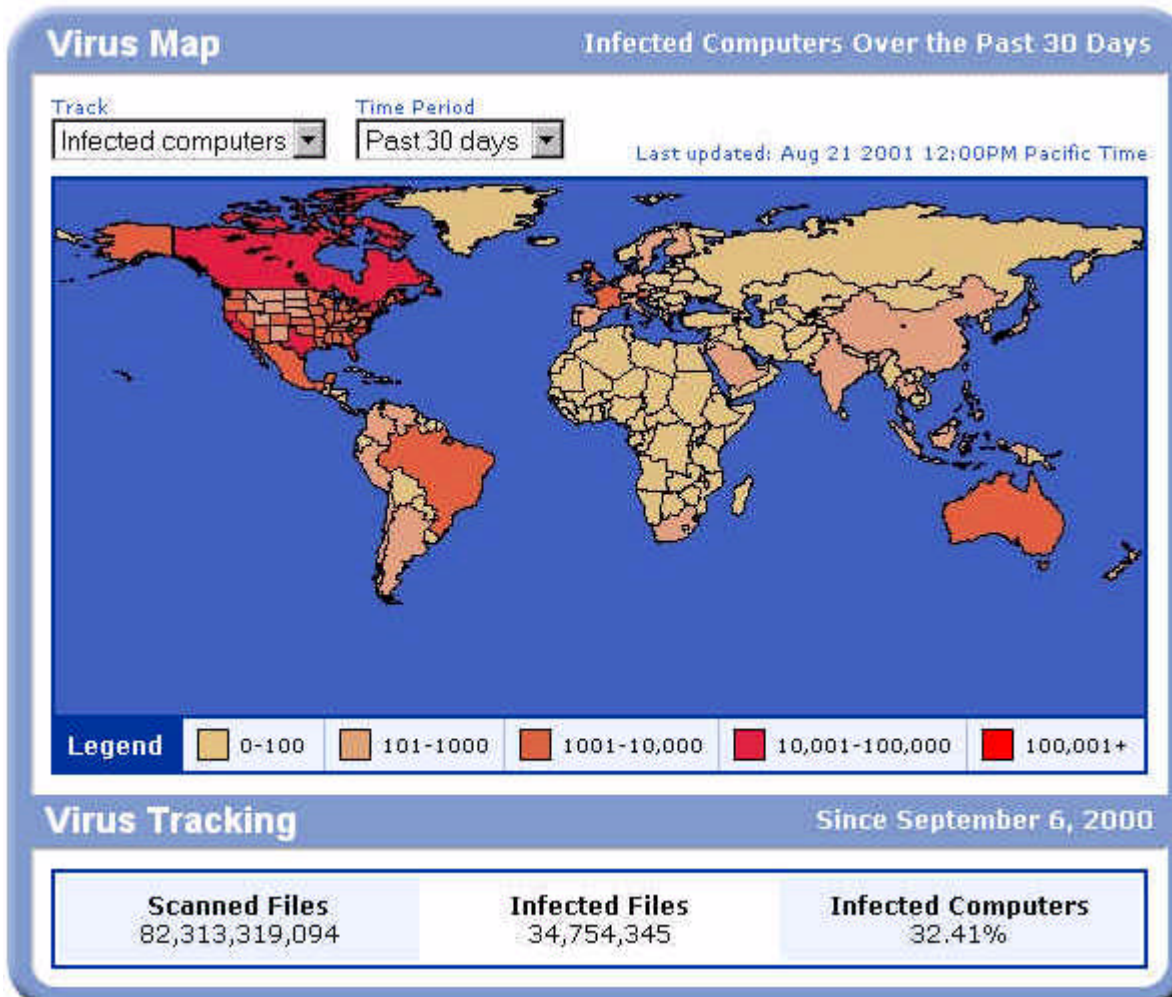 Virus Map
Infected Computers Over the Past 30 Days
Track
Time Period
Infected computers
Past 30 days
Last updated: Aug 21 2001 12:00PM Pacific Time
Legend
0-100
101-1000
1001-10,000
10,001-100,000
100,001+
Virus Tracking
Since September 6, 2000
Scanned Files
82,313,319,094
Infected Files
34,754,345
Infected Computers
32.41%